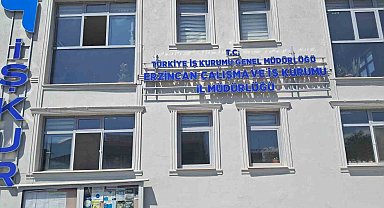 T.C.
TÜRKİYE İŞ KURUMU GENEL MÜDÜRLÜĞÜ
ERZİNCAN ÇALIŞMA VE İŞ KURUMU
İL MÜDÜRLÜĞÜ
İŞKUR